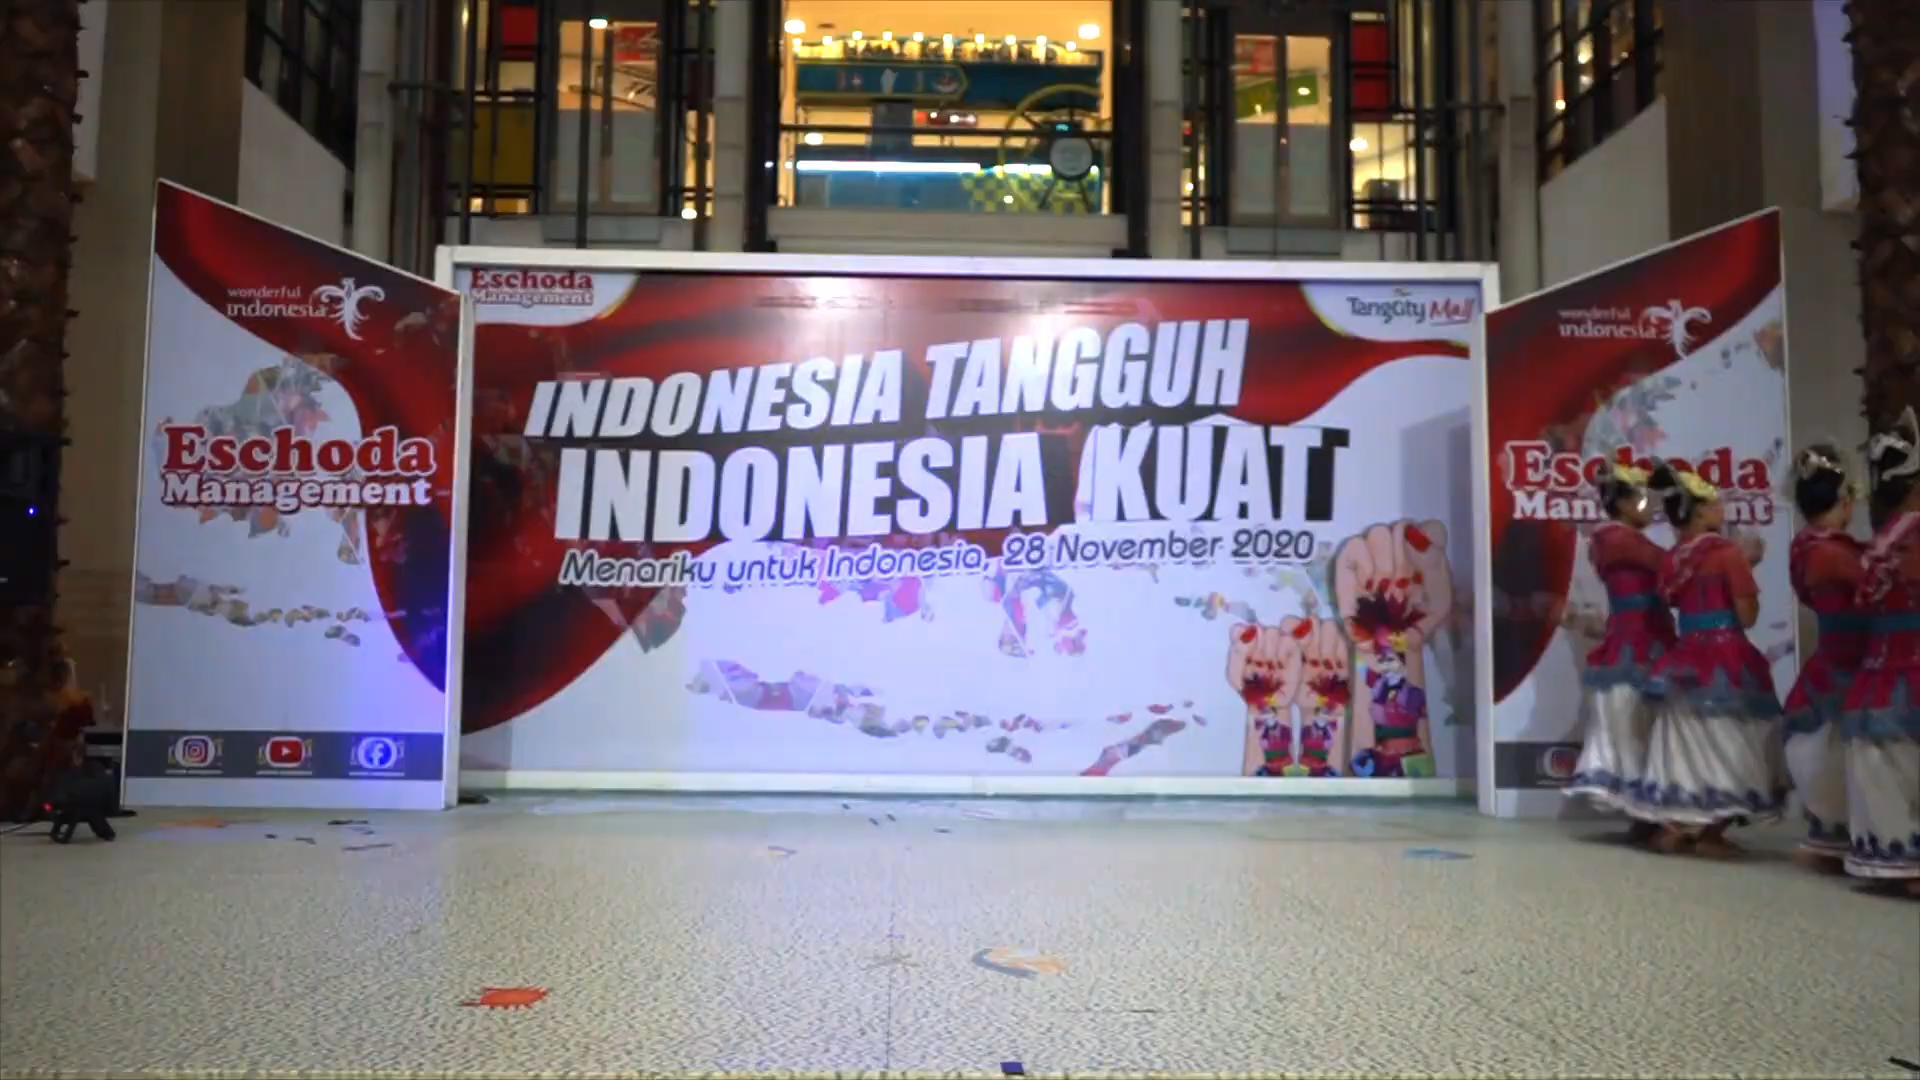 wonderful
indonesia
Eschoda
Management
Eschoda
Management
TangCity Mall
INDONESIA TANGGUH
INDONESIA KUAT
Menariku untuk Indonesia, 28 November 2020
wonderful
indonesia
Eschoda
Management